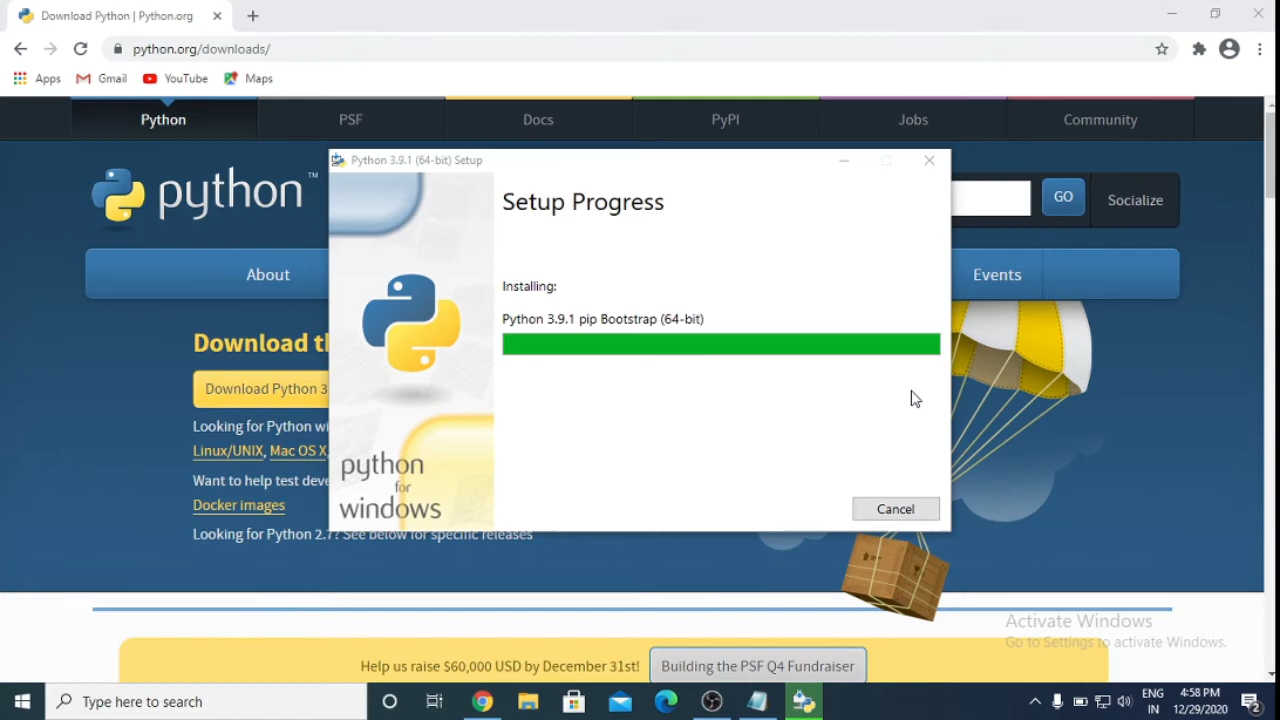 Download Python | Python.org
python.org/downloads/
Apps Gmail YouTube Maps
Python PSF Docs PyPI Jobs Community
Python 3.9.1 (64-bit) Setup
python™
GO
Socialize
Setup Progress
About
Events
Installing:
Python 3.9.1 pip Bootstrap (64-bit)
Download th
Download Python 3
Looking for Python wi
Linux/UNIX, Mac OS X,
Want to help test deve
Docker images
Looking for Python 2.7? See below for specific releases
python
for
windows
Cancel
Activate Windows
Go to Settings to activate Windows.
Help us raise $60,000 USD by December 31st! Building the PSF Q4 Fundraiser
Type here to search
ENG
IN
4:58 PM
12/29/2020
2